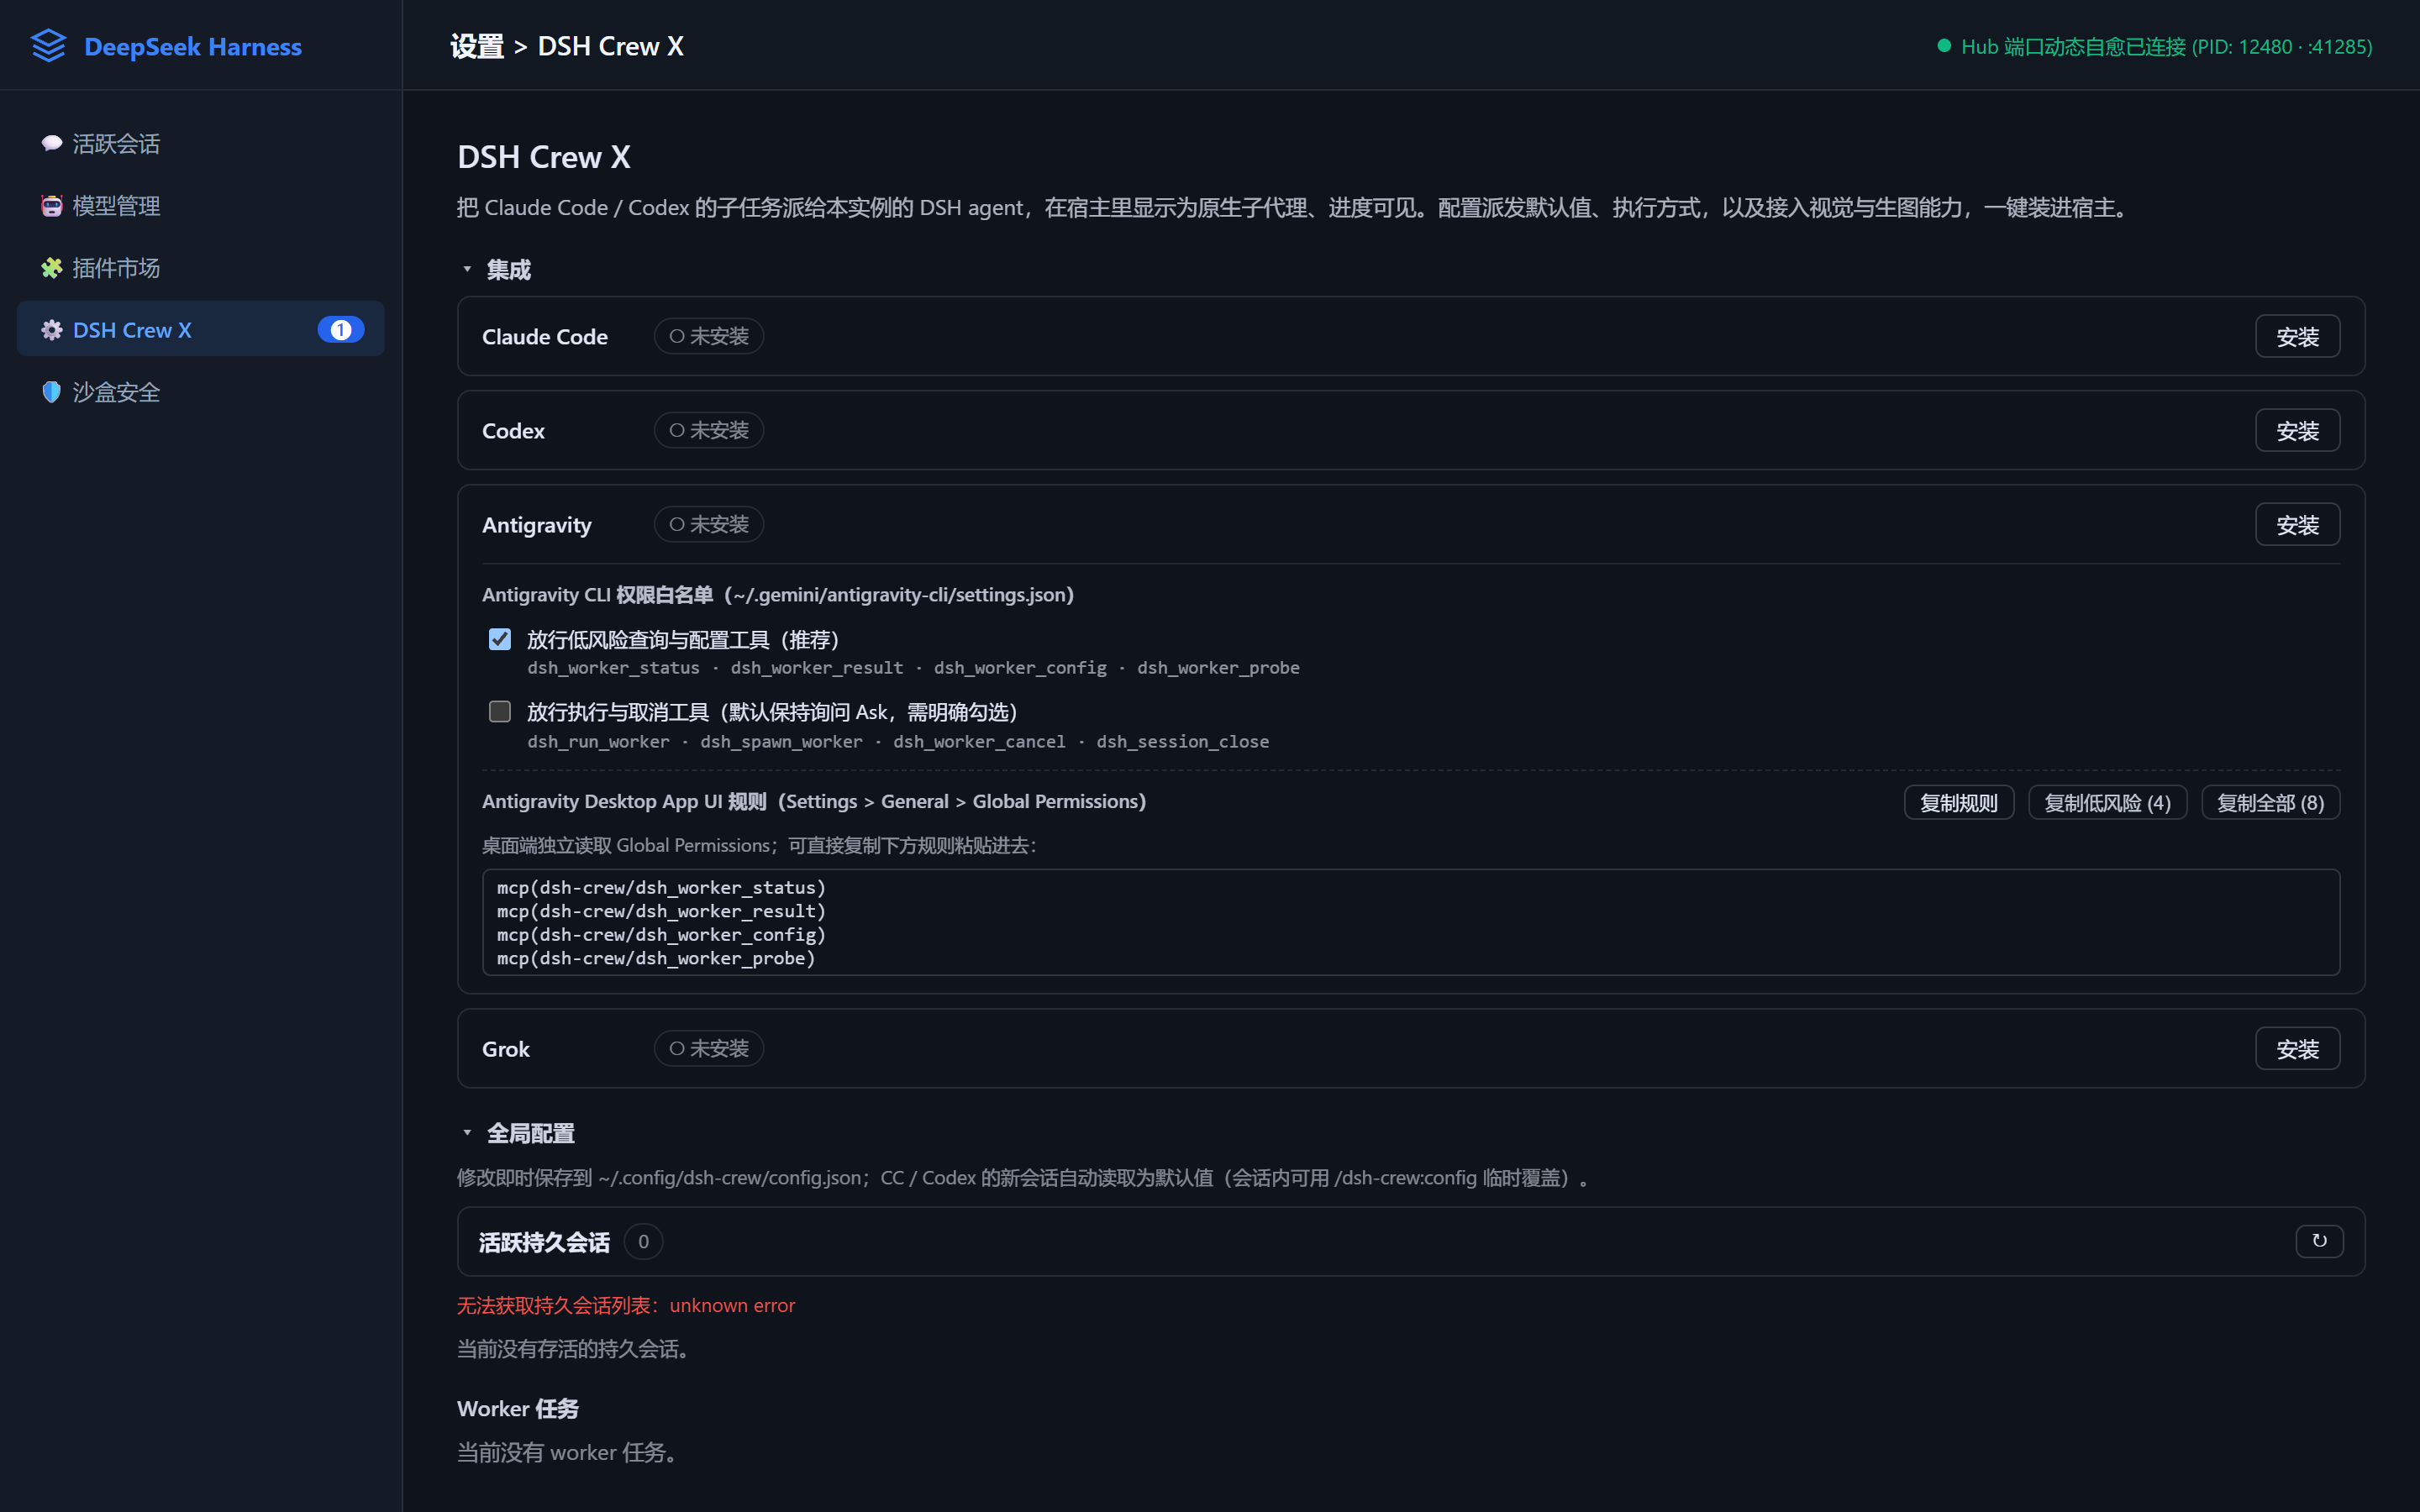 DeepSeek Harness
设置 > DSH Crew X
Hub 端口动态自愈已连接 (PID: 12480 · :41285)
活跃会话
模型管理
插件市场
DSH Crew X 1
沙盒安全
DSH Crew X
把 Claude Code / Codex 的子任务派给本实例的 DSH agent，在宿主里显示为原生子代理、进度可见。配置派发默认值、执行方式，以及接入视觉与生图能力，一键装进宿主。
集成
Claude Code 未安装 安装
Codex 未安装 安装
Antigravity 未安装 安装
Antigravity CLI 权限白名单（~/.gemini/antigravity-cli/settings.json）
放行低风险查询与配置工具（推荐）
dsh_worker_status · dsh_worker_result · dsh_worker_config · dsh_worker_probe
放行执行与取消工具（默认保持询问 Ask，需明确勾选）
dsh_run_worker · dsh_spawn_worker · dsh_worker_cancel · dsh_session_close
Antigravity Desktop App UI 规则（Settings > General > Global Permissions） 复制规则 复制低风险 (4) 复制全部 (8)
桌面端独立读取 Global Permissions；可直接复制下方规则粘贴进去：
mcp(dsh-crew/dsh_worker_status)
mcp(dsh-crew/dsh_worker_result)
mcp(dsh-crew/dsh_worker_config)
mcp(dsh-crew/dsh_worker_probe)
Grok 未安装 安装
全局配置
修改即时保存到 ~/.config/dsh-crew/config.json；CC / Codex 的新会话自动读取为默认值（会话内可用 /dsh-crew:config 临时覆盖）。
活跃持久会话 0
无法获取持久会话列表：unknown error
当前没有存活的持久会话。
Worker 任务
当前没有 worker 任务。